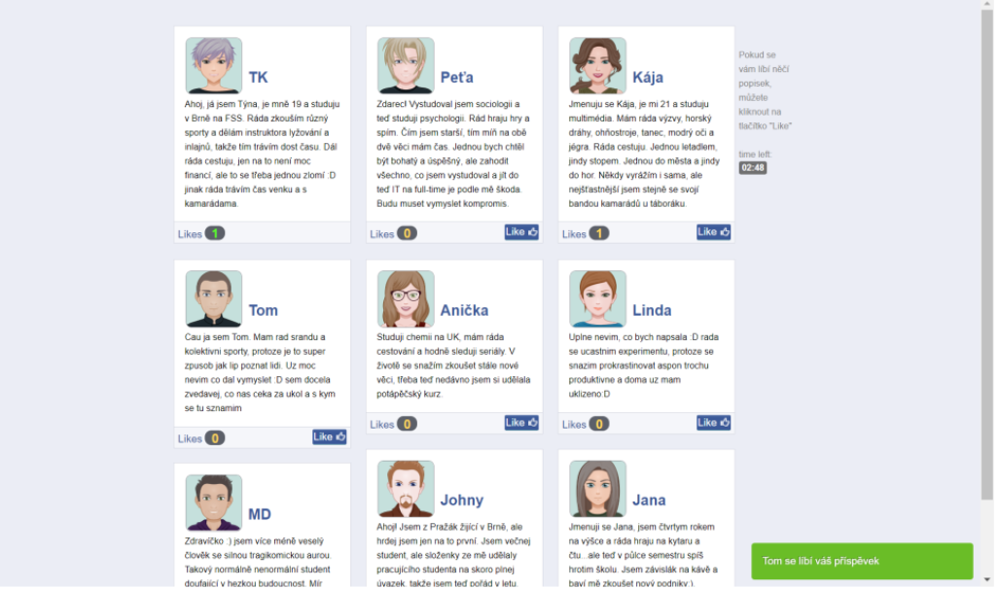 TK
Ahoj, já jsem Týna, je mně 19 a studuju
v Brně na FSS. Ráda zkouším různý
sporty a dělám instruktora lyžování a
inlajnů, takže tím trávím dost času. Dál
ráda cestuju, jen na to není moc
financí, ale to se třeba jednou zlomí :D
jinak ráda trávím čas venku a s
kamarádama.
Likes 1
Peťa
Zdarec! Vystudoval jsem sociologii a
teď studuji psychologii. Rád hraju hry a
spím. Čím jsem starší, tím míň na obě
dvě věci mám čas. Jednou bych chtěl
být bohatý a úspěšný, ale zahodit
všechno, co jsem vystudoval a jít do
teď IT na full-time je podle mě škoda.
Budu muset vymyslet kompromis.
Likes 0 Like
Kája
Jmenuju se Kája, je mi 21 a studuju
multimédia. Mám ráda výzvy, horský
dráhy, ohňostroje, tanec, modrý oči a
jégra. Ráda cestuju. Jednou letadlem,
jindy stopem. Jednou do města a jindy
do hor. Někdy vyrážím i sama, ale
nejšťastnější jsem stejně se svojí
bandou kamarádů u táboráku.
Likes 1 Like
Pokud se
vám líbí něčí
popisek,
můžete
kliknout na
tlačítko "Like"
time left:
02:48
Tom
Cau ja sem Tom. Mam rad srandu a
kolektivni sporty, protoze je to super
zpusob jak lip poznat lidi. Uz moc
nevim co dal vymyslet :D sem docela
zvedavej, co nas ceka za ukol a s kym
se tu sznamim
Likes 0 Like
Anička
Studuji chemii na UK, mám ráda
cestování a hodně sleduji seriály. V
životě se snažím zkoušet stále nové
věci, třeba teď nedávno jsem si udělala
potápěčský kurz.
Likes 0 Like
Linda
Uplne nevim, co bych napsala :D rada
se ucastnim experimentu, protoze se
snazim prokrastinovat aspon trochu
produktivne a doma uz mam
uklizeno:D
Likes 0 Like
MD
Zdravíčko :) jsem více méně veselý
člověk se silnou tragikomickou aurou.
Takový normálně nenormální student
doufající v hezkou budoucnost. Mír
Johny
Ahoj! Jsem z Pražák žijící v Brně, ale
hrdej jsem jen na to první. Jsem večnej
student, ale složenky ze mě udělaly
pracujícího studenta na skoro plnej
úvazek, takže jsem teď pořád v letu.
Jana
Jmenuji se Jana, jsem čtvrtym rokem
na výšce a ráda hraju na kytaru a
čtu...ale teď v půlce semestru spíš
hrotim školu. Jsem závislák na kávě a
baví mě zkoušet nový podniky:).
Tom se líbí váš příspěvek